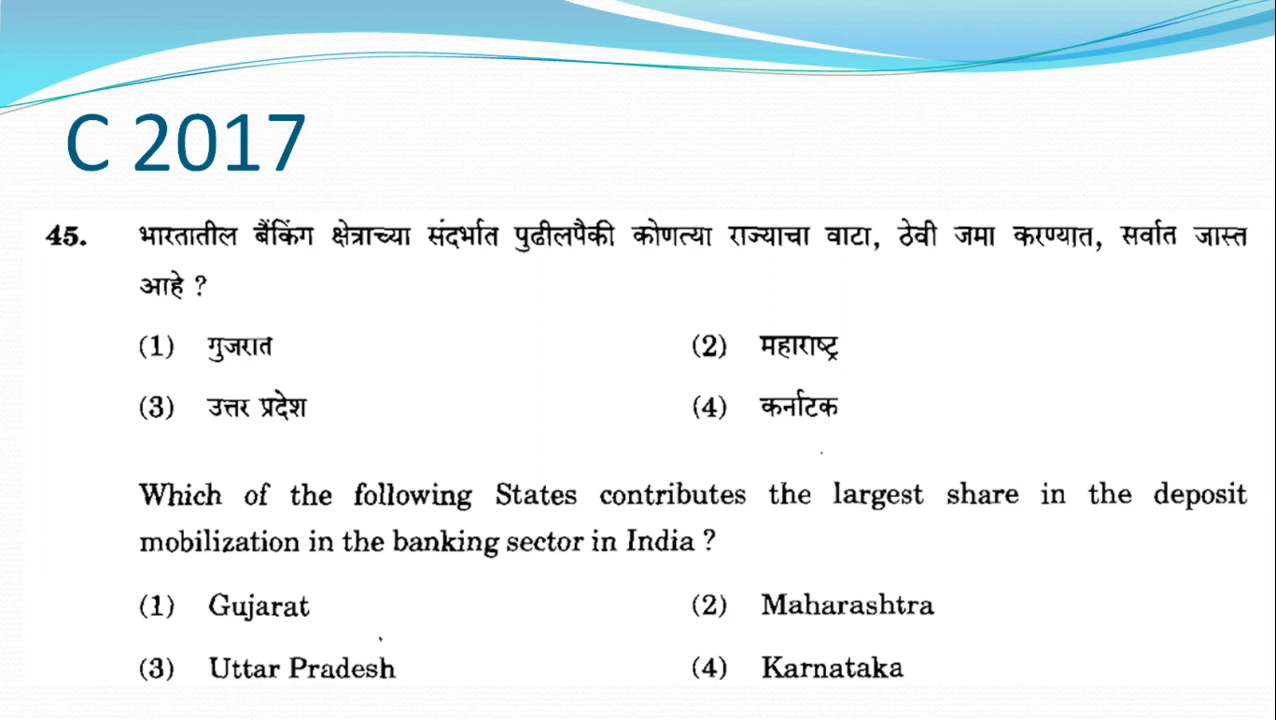 C 2017
45. भारतातील बैंकिंग क्षेत्राच्या संदर्भात पुढीलपैकी कोणत्या राज्याचा वाटा, ठेवी जमा करण्यात, सर्वात जास्त
आहे ?
(1) गुजरात (2) महाराष्ट्र
(3) उत्तर प्रदेश (4) कर्नाटक
Which of the following States contributes the largest share in the deposit
mobilization in the banking sector in India ?
(1) Gujarat (2) Maharashtra
(3) Uttar Pradesh (4) Karnataka